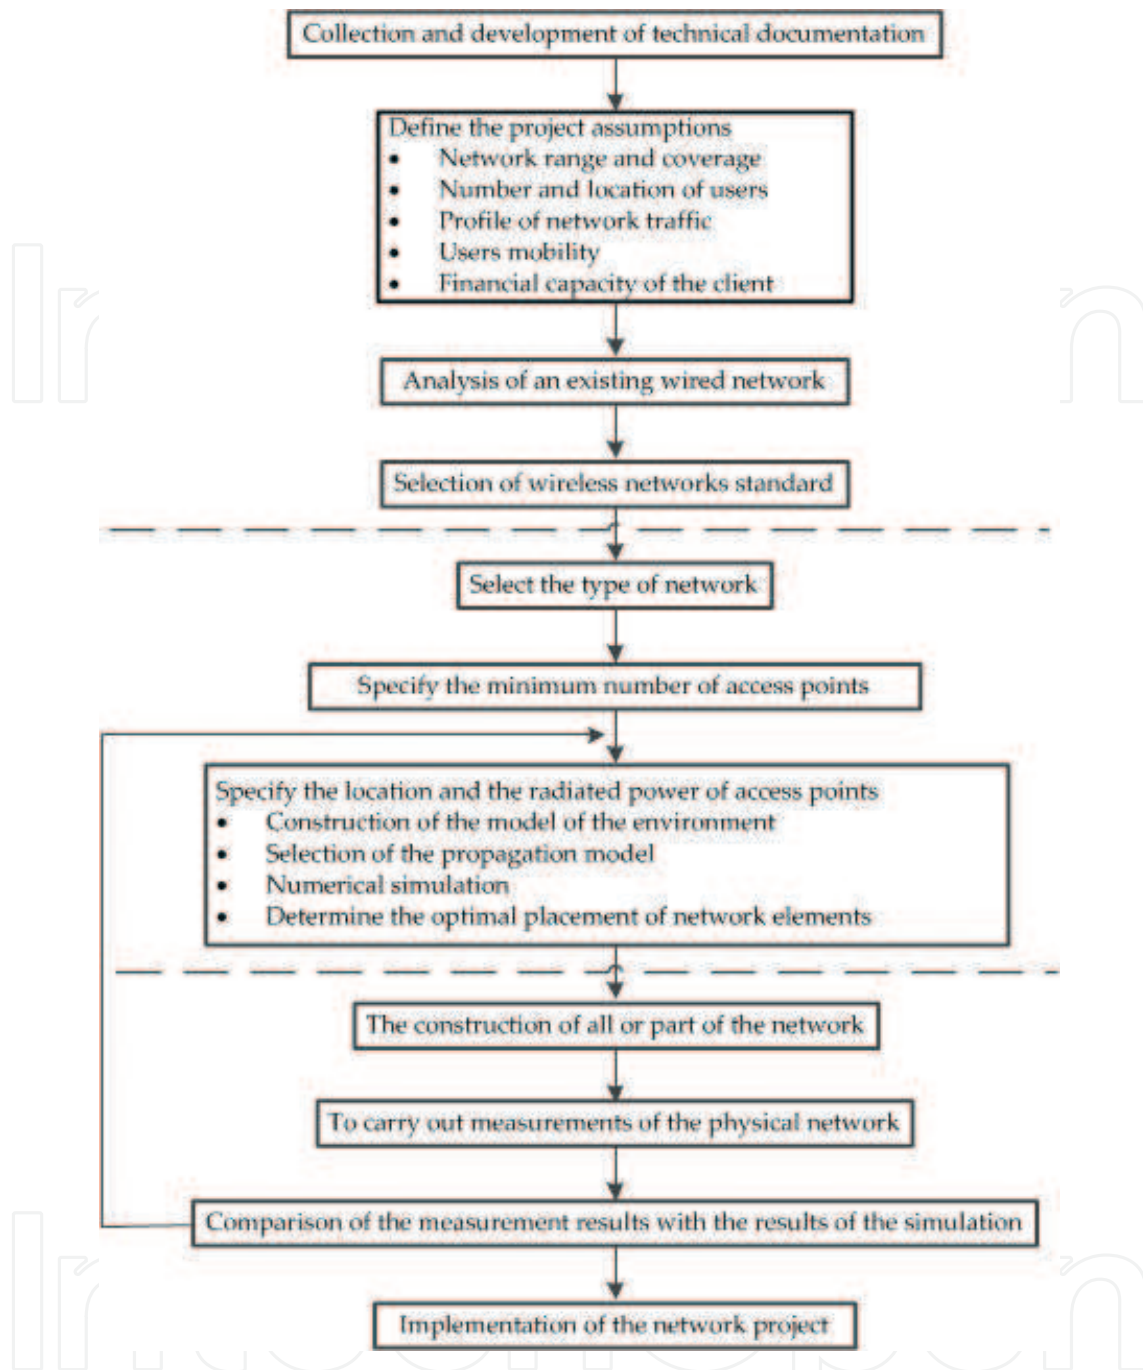 Collection and development of technical documentation
Define the project assumptions
• Network range and coverage
• Number and location of users
• Profile of network traffic
• Users mobility
• Financial capacity of the client
Analysis of an existing wired network
Selection of wireless networks standard
Select the type of network
Specify the minimum number of access points
Specify the location and the radiated power of access points
• Construction of the model of the environment
• Selection of the propagation model
• Numerical simulation
• Determine the optimal placement of network elements
The construction of all or part of the network
To carry out measurements of the physical network
Comparison of the measurement results with the results of the simulation
Implementation of the network project